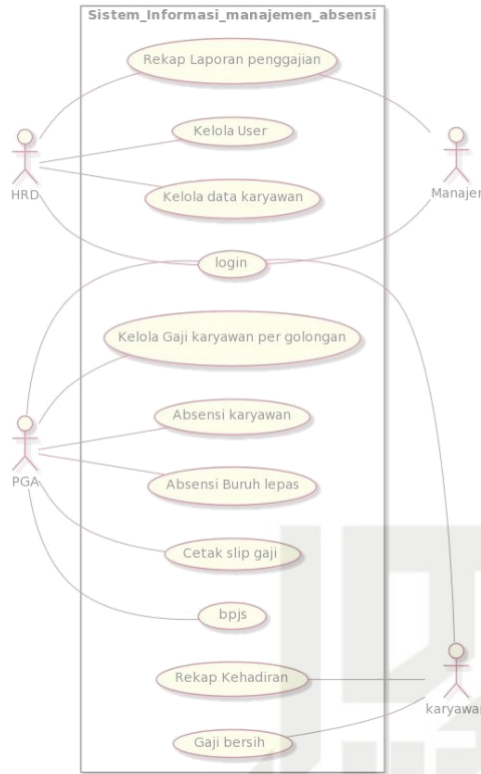 Sistem_Informasi_manajemen_absensi
Rekap Laporan penggajian
Kelola User
HRD
Manajer
Kelola data karyawan
login
Kelola Gaji karyawan per golongan
Absensi karyawan
PGA
Absensi Buruh lepas
Cetak slip gaji
bpjs
Rekap Kehadiran
karyawan
Gaji bersih